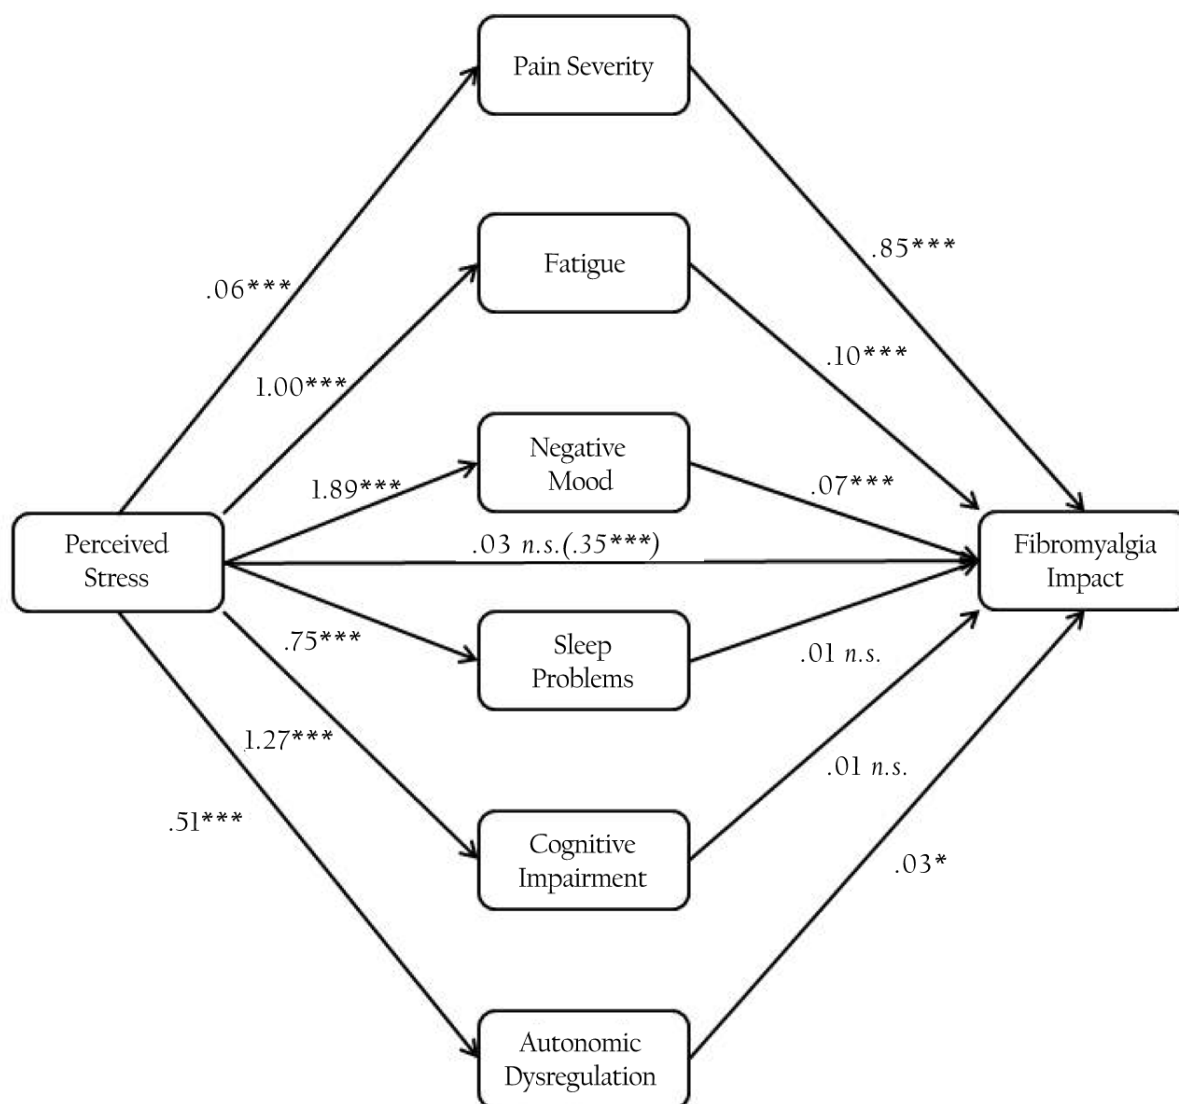 Pain Severity
.85***
Fatigue
.06***
.10***
1.00***
Negative
Mood
1.89***
.07***
Perceived
Stress
.03 n.s.(.35***)
Fibromyalgia
Impact
.75***
Sleep
Problems
.01 n.s.
1.27***
.01 n.s.
.51***
Cognitive
Impairment
.03*
Autonomic
Dysregulation